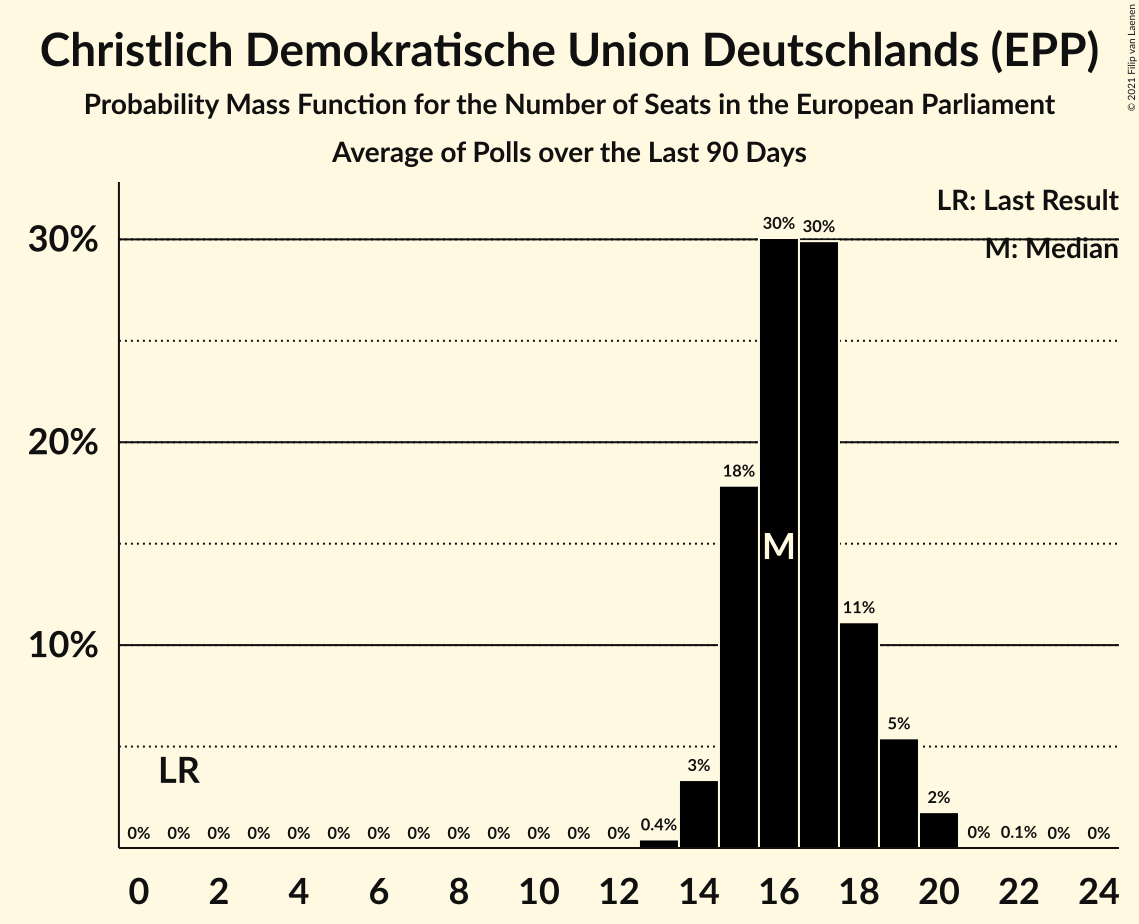 Christlich Demokratische Union Deutschlands (EPP)
Probability Mass Function for the Number of Seats in the European Parliament
Average of Polls over the Last 90 Days
© 2021 Filip van Laenen
LR: Last Result
M: Median
30%
20%
10%
30% 30%
18%
M
11%
5%
LR
3%
2%
0% 0% 0% 0% 0% 0% 0% 0% 0% 0% 0% 0% 0% 0.4% 0% 0.1% 0% 0%
0 2 4 6 8 10 12 14 16 18 20 22 24